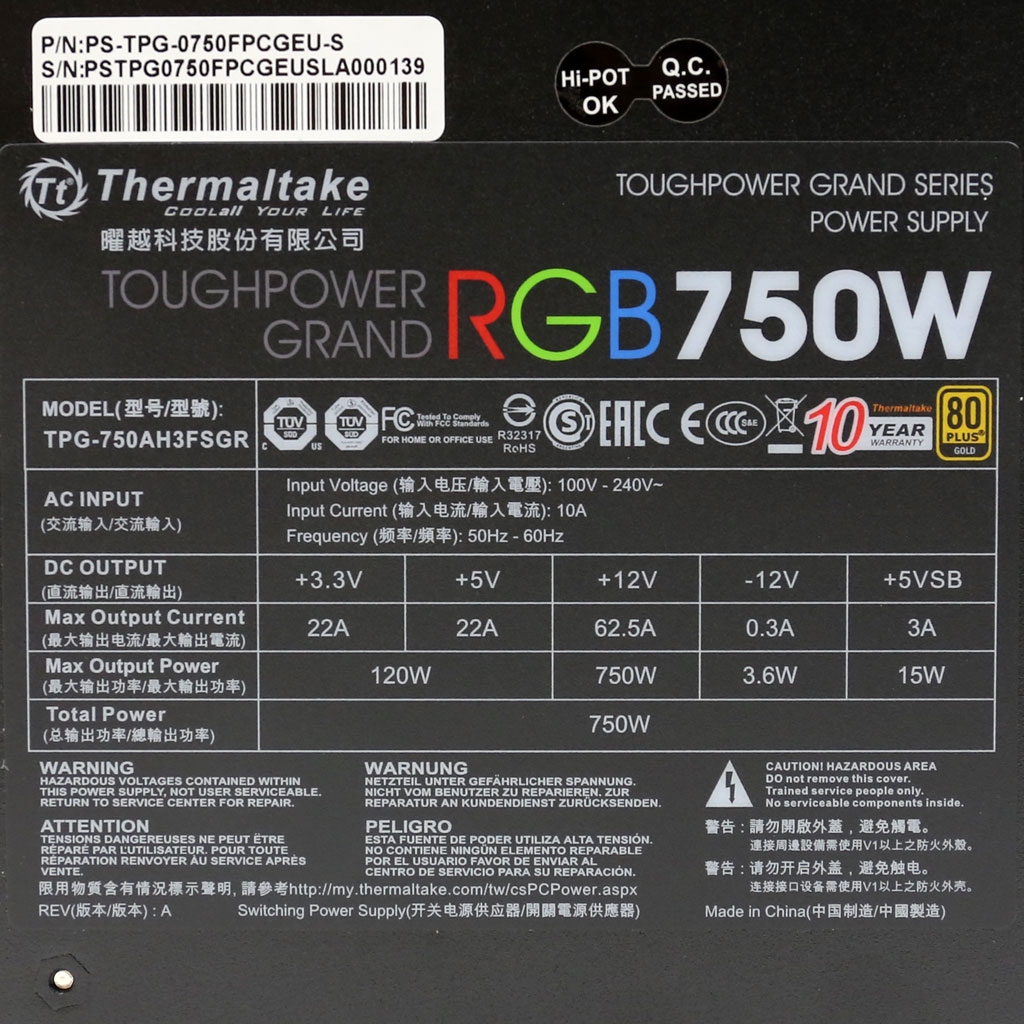 P/N:PS-TPG-0750FPCGEU-S
S/N:PSTPG0750FPCGEUSLA000139
Hi-POT OK
Q.C. PASSED
Tt Thermaltake
COOLall YOUR LIFE
曜越科技股份有限公司
TOUGHPOWER GRAND SERIES
POWER SUPPLY
TOUGHPOWER GRAND RGB 750W
MODEL(型号/型號):
TPG-750AH3FSGR
C TÜV SÜD US
TÜV SÜD
FC Tested To Comply With FCC Standards
FOR HOME OR OFFICE USE
R32317
RoHS
EAC
CE
CCC S&E
10 Thermaltake YEAR WARRANTY
80 PLUS GOLD
AC INPUT
(交流输入/交流輸入)
Input Voltage (输入电压/輸入電壓): 100V - 240V~
Input Current (输入电流/輸入電流): 10A
Frequency (频率/頻率): 50Hz - 60Hz
DC OUTPUT
(直流输出/直流輸出)
+3.3V +5V +12V -12V +5VSB
Max Output Current
(最大输出电流/最大輸出電流)
22A 22A 62.5A 0.3A 3A
Max Output Power
(最大输出功率/最大輸出功率)
120W 750W 3.6W 15W
Total Power
(总输出功率/總輸出功率)
750W
WARNING
HAZARDOUS VOLTAGES CONTAINED WITHIN
THIS POWER SUPPLY, NOT USER SERVICEABLE.
RETURN TO SERVICE CENTER FOR REPAIR.
WARNUNG
NETZTEIL UNTER GEFÄHRLICHER SPANNUNG.
NICHT VOM BENUTZER ZU REPARIEREN. ZUR
REPARATUR AN KUNDENDIENST ZURÜCKSENDEN.
CAUTION! HAZARDOUS AREA
DO not remove this cover.
Trained service people only.
No serviceable components inside.
ATTENTION
TENSIONS DANGEREUSES NE PEUT ËTRE
RÉPARÉ PAR L'UTILISATEUR. POUR TOUTE
RÉPARATION RENVOYER ÀU SERVICE APRÈS
VENTE.
PELIGRO
ESTA FUENTE DE PODER UTILIZA ALTA TENSIÓN.
NO CONTIENE NINGÚN ELEMENTO REPARABLE
POR EL USUARIO FAVOR DE ENVIAR AL
CENTRO DE SERVICIO PARA SU REPARACIÓN.
警告：請勿開啟外蓋，避免觸電。
連接周邊設備需使用V1以上之防火外殼。
警告：请勿开启外盖，避免触电。
连接接口设备需使用V1以上之防火外壳。
限用物質含有情況標示聲明, 請參考http://my.thermaltake.com/tw/csPCPower.aspx
REV(版本/版本) : A
Switching Power Supply(开关电源供应器/開關電源供應器)
Made in China(中国制造/中國製造)